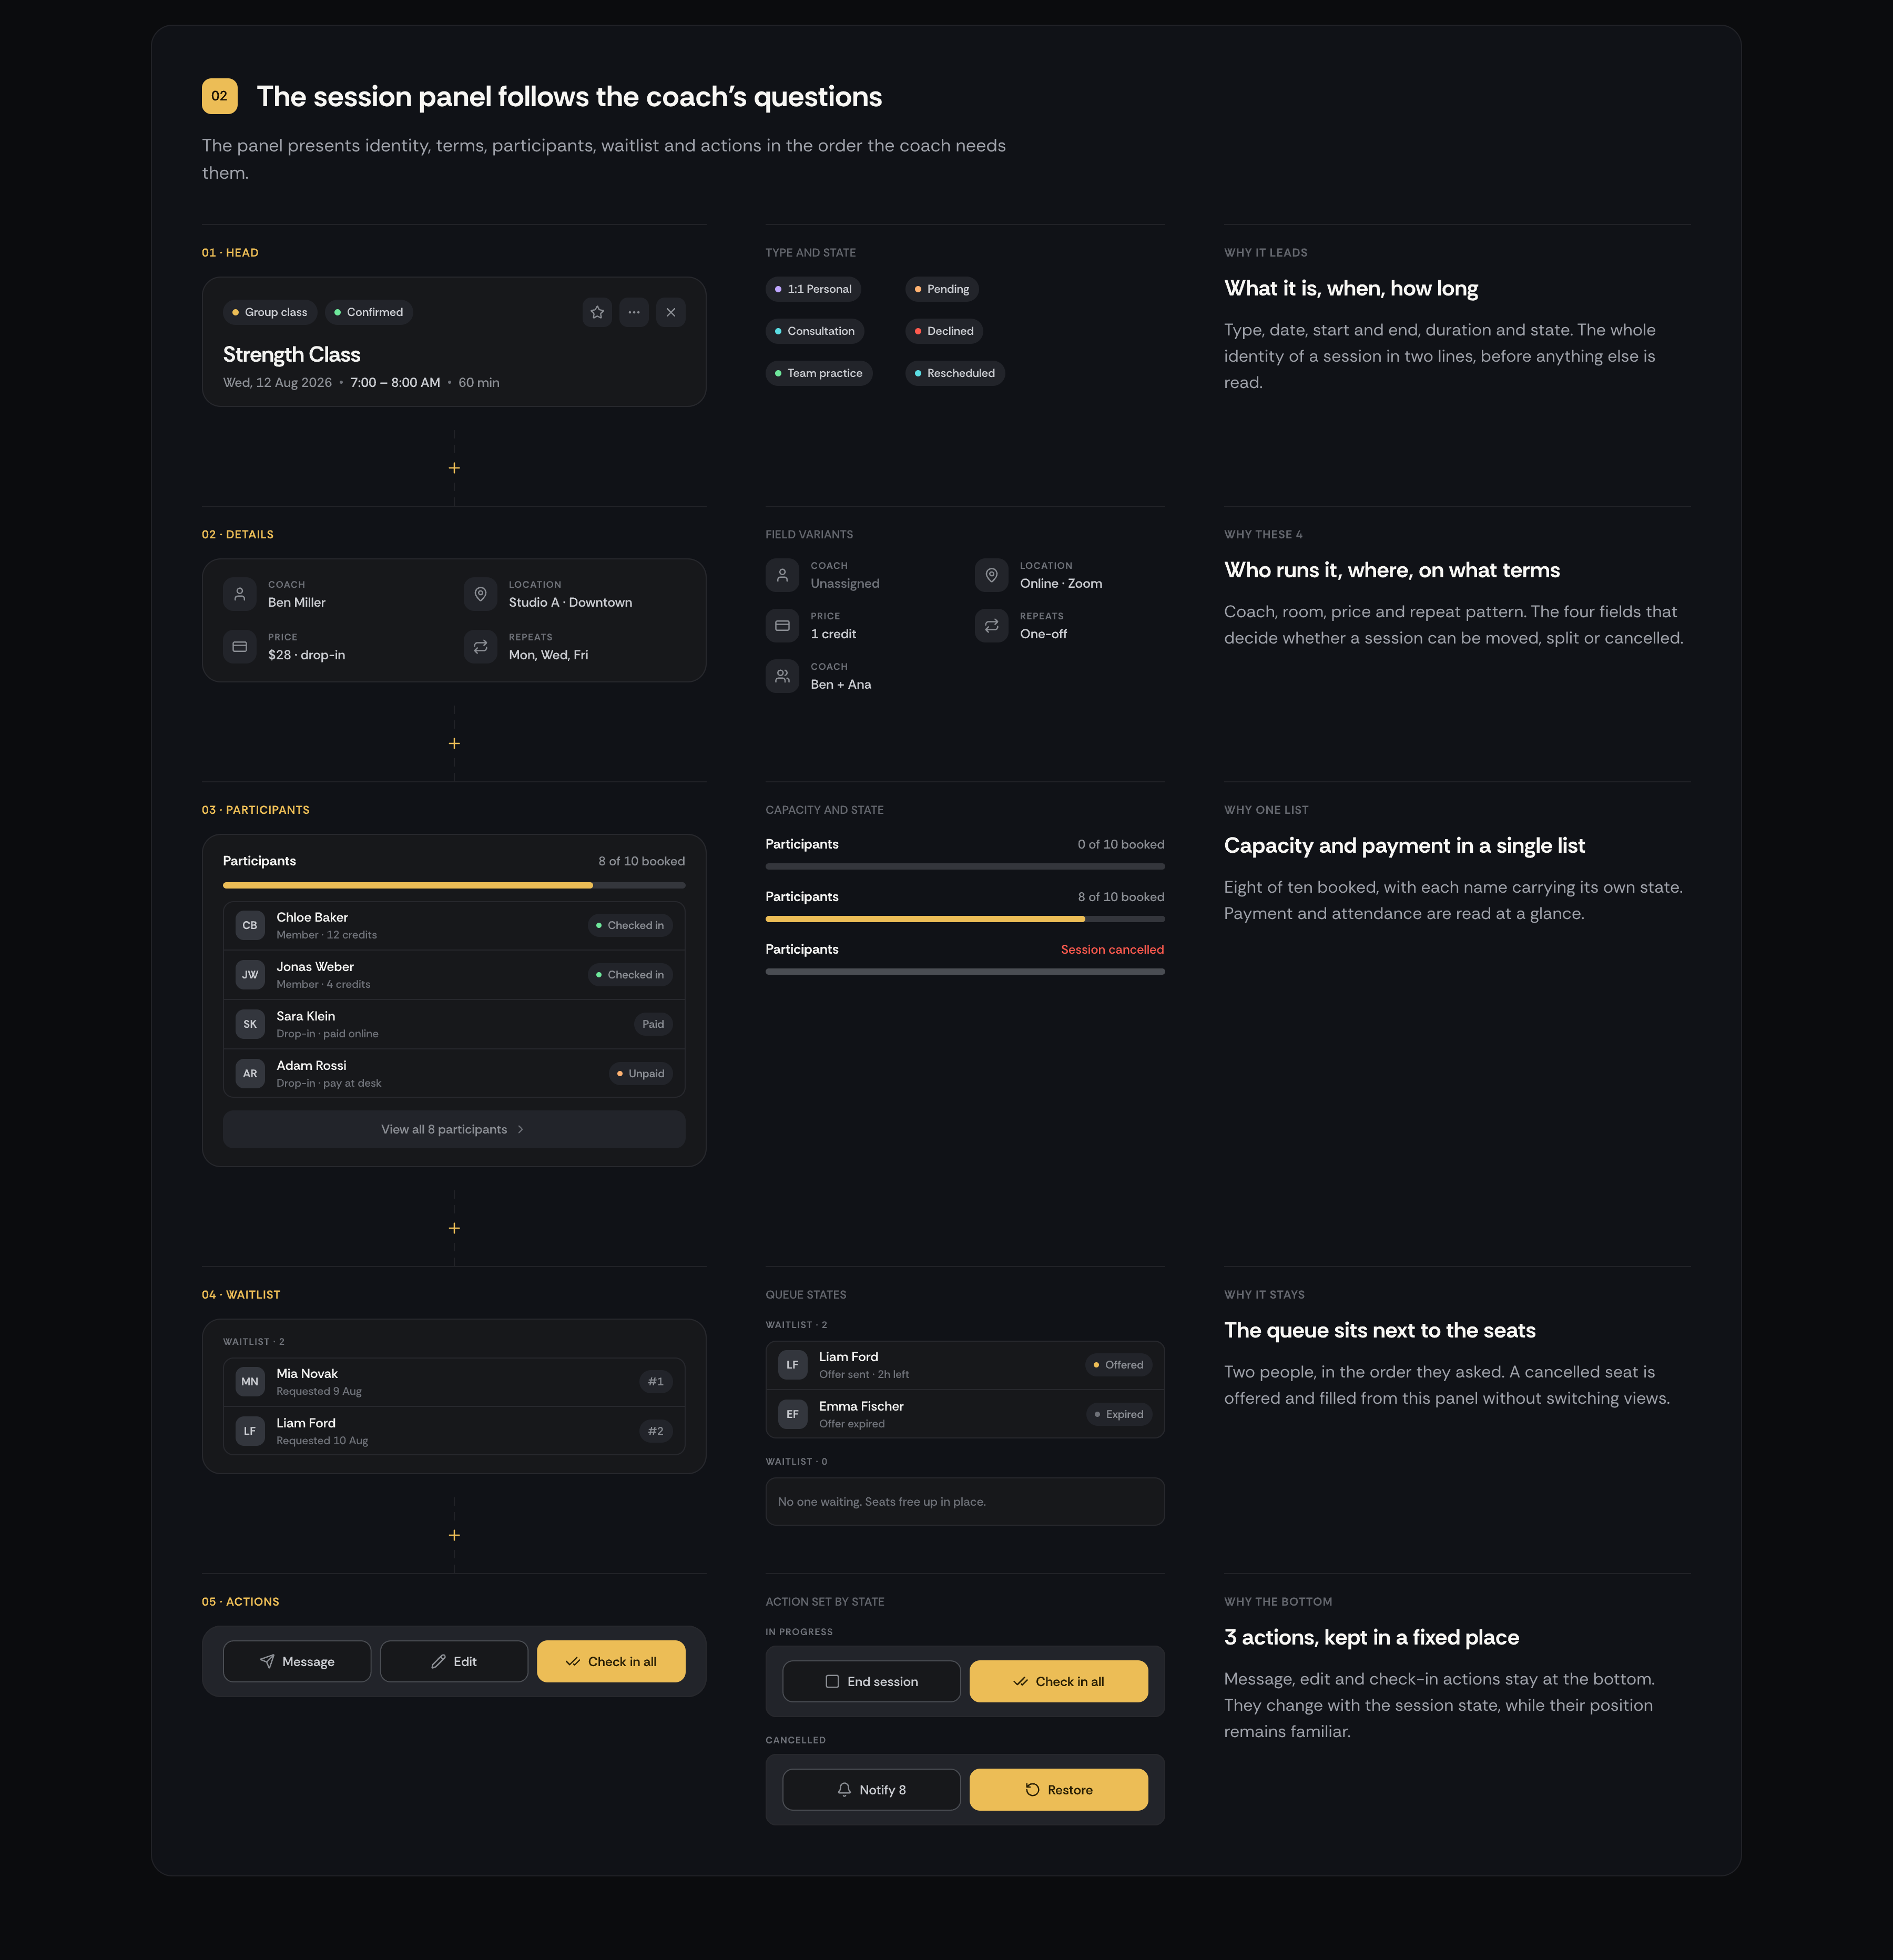 02
The session panel follows the coach’s questions
The panel presents identity, terms, participants, waitlist and actions in the order the coach needs
them.
01 · HEAD
Group class
Confirmed
Strength Class
Wed, 12 Aug 2026 • 7:00 – 8:00 AM • 60 min
TYPE AND STATE
1:1 Personal
Pending
Consultation
Declined
Team practice
Rescheduled
WHY IT LEADS
What it is, when, how long
Type, date, start and end, duration and state. The whole
identity of a session in two lines, before anything else is
read.
02 · DETAILS
COACH
Ben Miller
LOCATION
Studio A · Downtown
PRICE
$28 · drop-in
REPEATS
Mon, Wed, Fri
FIELD VARIANTS
COACH
Unassigned
LOCATION
Online · Zoom
PRICE
1 credit
REPEATS
One-off
COACH
Ben + Ana
WHY THESE 4
Who runs it, where, on what terms
Coach, room, price and repeat pattern. The four fields that
decide whether a session can be moved, split or cancelled.
03 · PARTICIPANTS
Participants
8 of 10 booked
CB
Chloe Baker
Member · 12 credits
Checked in
JW
Jonas Weber
Member · 4 credits
Checked in
SK
Sara Klein
Drop-in · paid online
Paid
AR
Adam Rossi
Drop-in · pay at desk
Unpaid
View all 8 participants
CAPACITY AND STATE
Participants
0 of 10 booked
Participants
8 of 10 booked
Participants
Session cancelled
WHY ONE LIST
Capacity and payment in a single list
Eight of ten booked, with each name carrying its own state.
Payment and attendance are read at a glance.
04 · WAITLIST
WAITLIST · 2
MN
Mia Novak
Requested 9 Aug
#1
LF
Liam Ford
Requested 10 Aug
#2
QUEUE STATES
WAITLIST · 2
LF
Liam Ford
Offer sent · 2h left
Offered
EF
Emma Fischer
Offer expired
Expired
WAITLIST · 0
No one waiting. Seats free up in place.
WHY IT STAYS
The queue sits next to the seats
Two people, in the order they asked. A cancelled seat is
offered and filled from this panel without switching views.
05 · ACTIONS
Message
Edit
Check in all
ACTION SET BY STATE
IN PROGRESS
End session
Check in all
CANCELLED
Notify 8
Restore
WHY THE BOTTOM
3 actions, kept in a fixed place
Message, edit and check-in actions stay at the bottom.
They change with the session state, while their position
remains familiar.